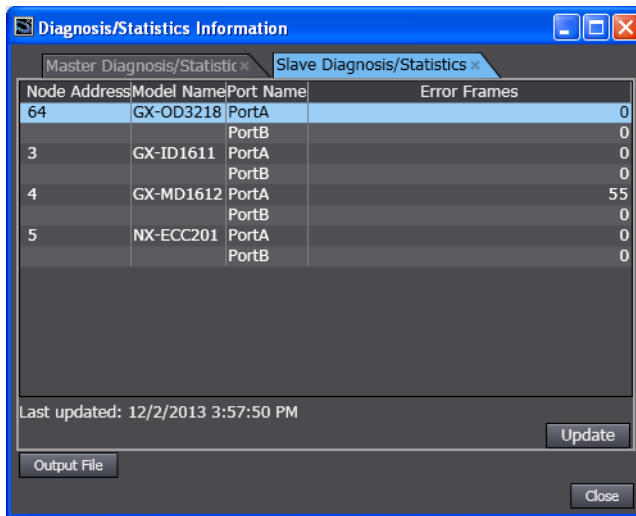 Diagnosis/Statistics Information
Master Diagnosis/Statistic Slave Diagnosis/Statistics
Node Address Model Name Port Name Error Frames
64 GX-OD3218 PortA 0
PortB 0
3 GX-ID1611 PortA 0
PortB 0
4 GX-MD1612 PortA 55
PortB 0
5 NX-ECC201 PortA 0
PortB 0
Last updated: 12/2/2013 3:57:50 PM
Update
Output File
Close